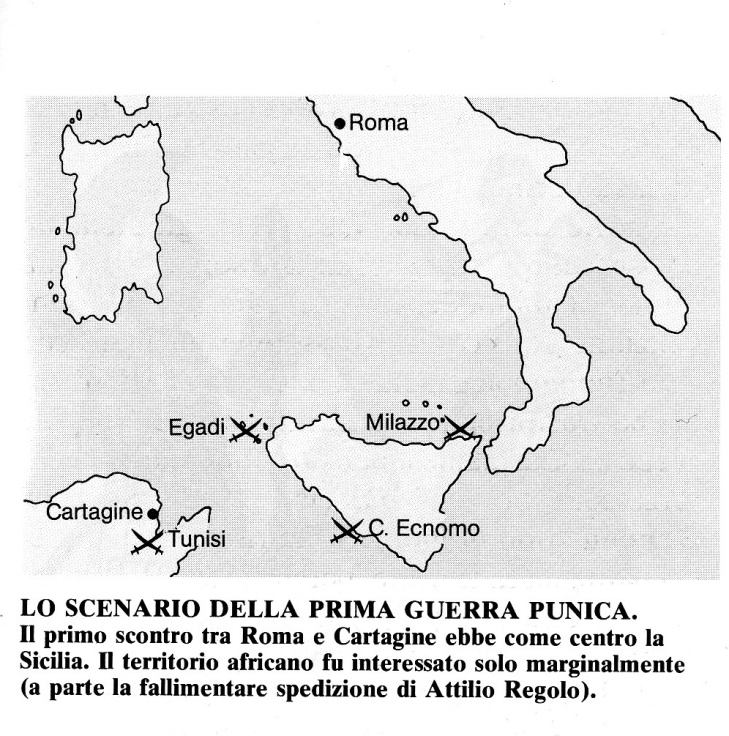 Roma
Egadi
Milazzo
Cartagine
Tunisi
C. Ecnomo
LO SCENARIO DELLA PRIMA GUERRA PUNICA.
Il primo scontro tra Roma e Cartagine ebbe come centro la
Sicilia. Il territorio africano fu interessato solo marginalmente
(a parte la fallimentare spedizione di Attilio Regolo).